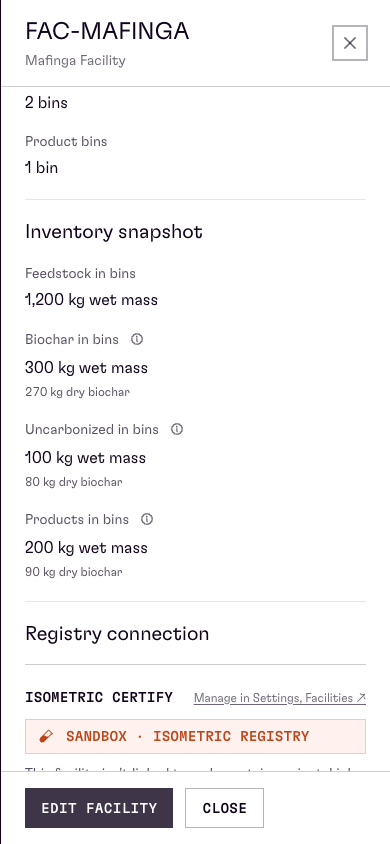 FAC-MAFINGA
Mafinga Facility
2 bins
Product bins
1 bin
Inventory snapshot
Feedstock in bins
1,200 kg wet mass
Biochar in bins
300 kg wet mass
270 kg dry biochar
Uncarbonized in bins
100 kg wet mass
80 kg dry biochar
Products in bins
200 kg wet mass
90 kg dry biochar
Registry connection
ISOMETRIC CERTIFY Manage in Settings, Facilities ↗
SANDBOX · ISOMETRIC REGISTRY
EDIT FACILITY CLOSE